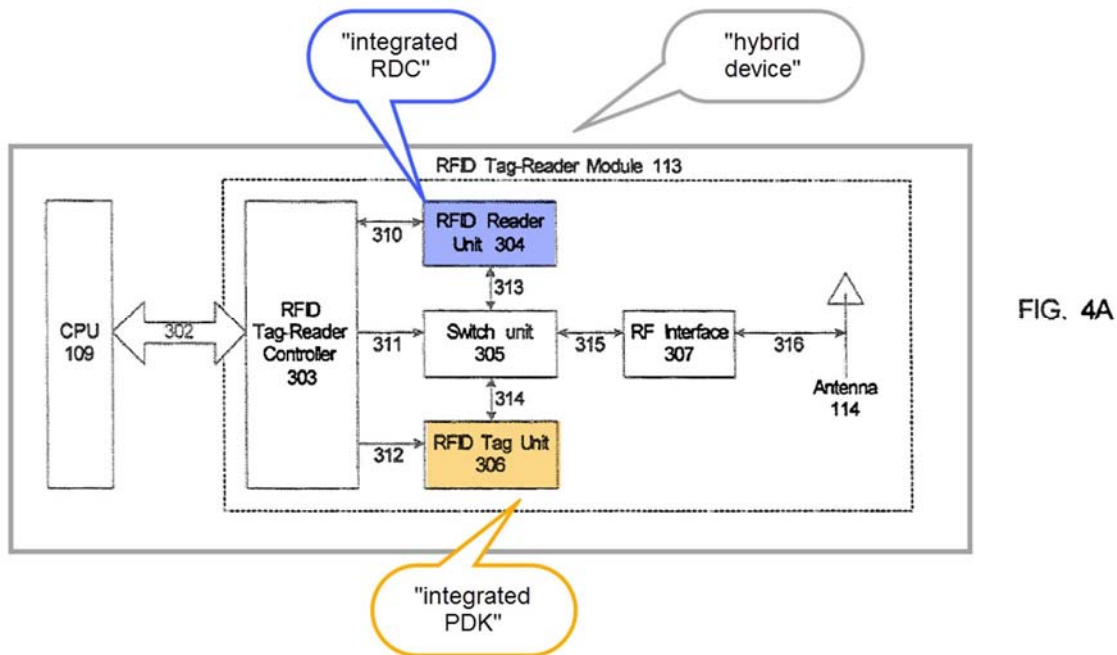 "integrated
RDC"
"hybrid
device"
RFID Tag-Reader Module 113
CPU
109
302
RFID
Tag-Reader
Controller
303
310
RFID Reader
Unit 304
313
311
Switch unit
305
315
RF Interface
307
316
Antenna
114
314
312
RFID Tag Unit
306
FIG. 4A
"integrated
PDK"